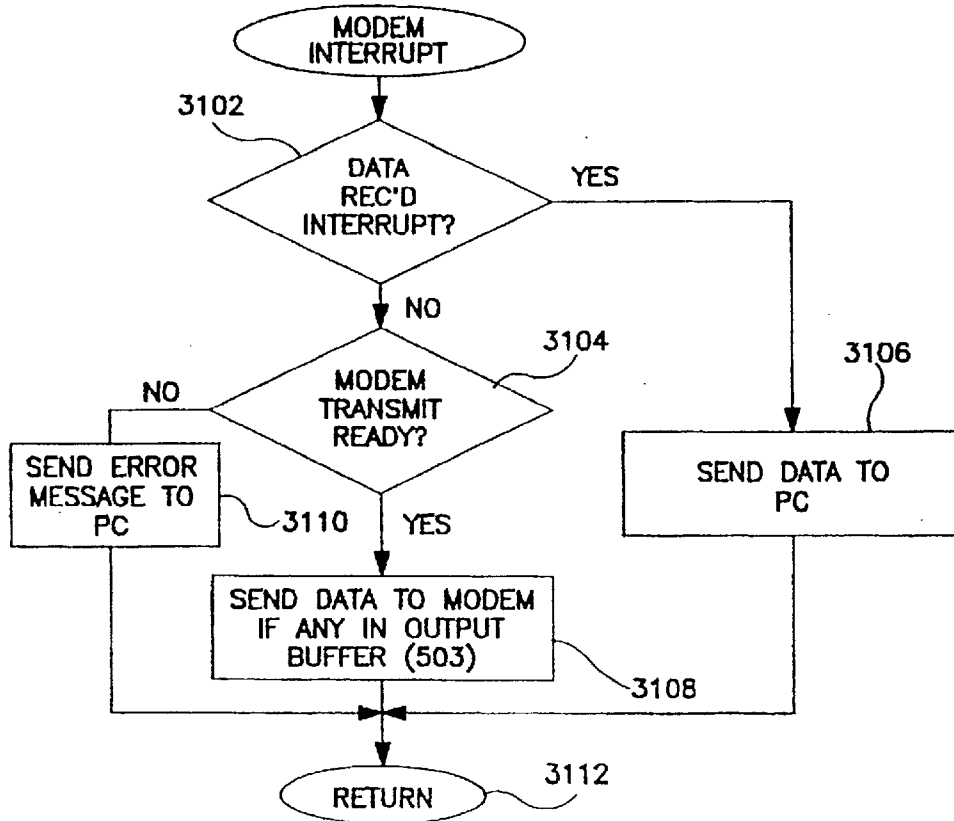 MODEM
INTERRUPT
3102
DATA
REC'D
INTERRUPT?
YES
NO
3104
MODEM
TRANSMIT
READY?
NO
3106
SEND DATA TO
PC
SEND ERROR
MESSAGE TO
PC
3110
YES
SEND DATA TO MODEM
IF ANY IN OUTPUT
BUFFER (503)
3108
3112
RETURN